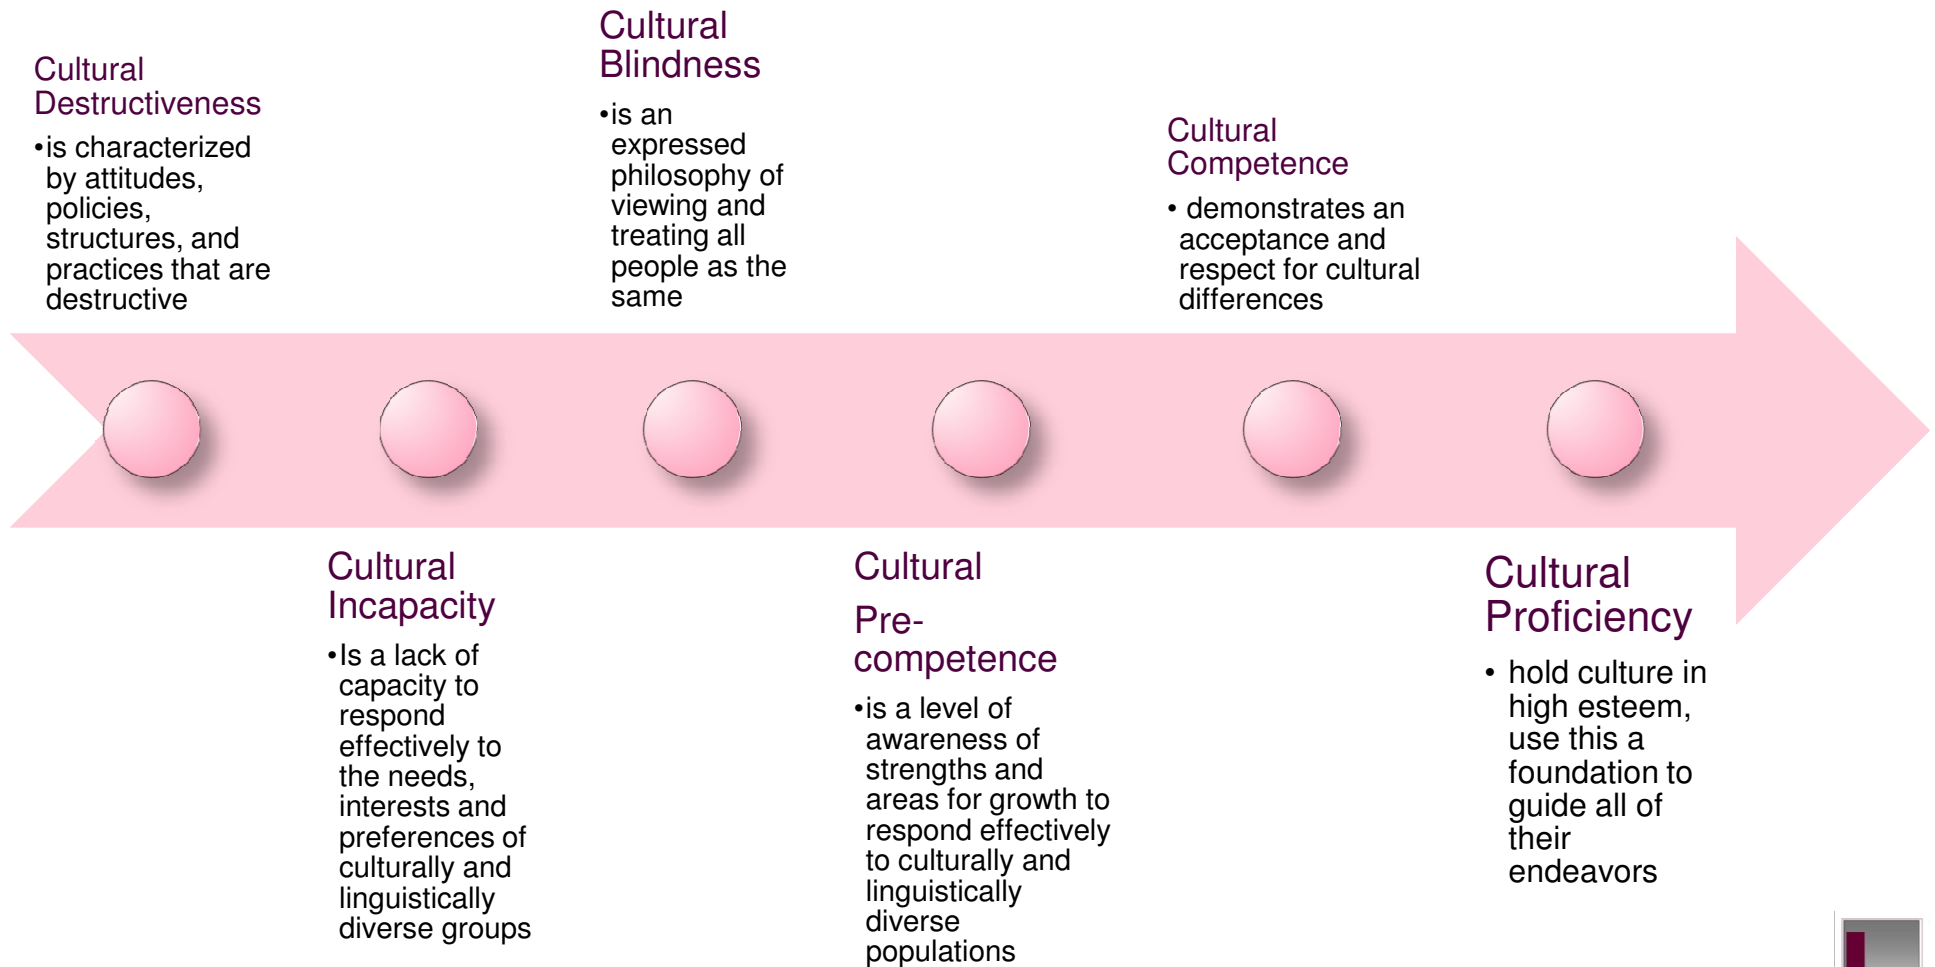 Cultural
Destructiveness
•is characterized
by attitudes,
policies,
structures, and
practices that are
destructive
Cultural
Incapacity
•Is a lack of
capacity to
respond
effectively to
the needs,
interests and
preferences of
culturally and
linguistically
diverse groups
Cultural
Blindness
•is an
expressed
philosophy of
viewing and
treating all
people as the
same
Cultural
Pre-
competence
•is a level of
awareness of
strengths and
areas for growth to
respond effectively
to culturally and
linguistically
diverse
populations
Cultural
Competence
• demonstrates an
acceptance and
respect for cultural
differences
Cultural
Proficiency
• hold culture in
high esteem,
use this a
foundation to
guide all of
their
endeavors